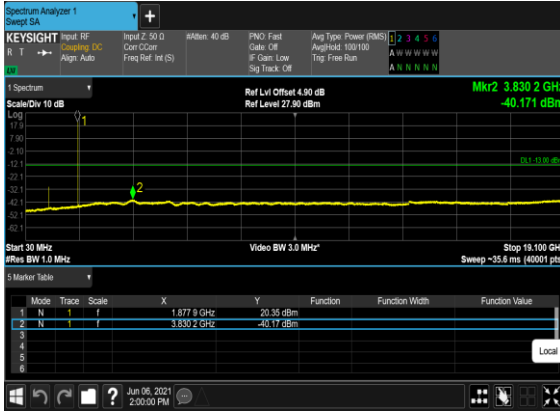 Spectrum Analyzer 1
Swept SA
+
KEYSIGHT Input: RF Input Z: 50 Ω #Atten: 40 dB PNO: Fast Avg Type: Power (RMS) 1 2 3 4 5 6
R T Coupling: DC Corr CCorr Gate: Off Avg|Hold: 100/100 A W W W W W
Align: Auto Freq Ref: Int (S) IF Gain: Low Trig: Free Run
Sig Track: Off A N N N N N
1 Spectrum Ref Lvl Offset 4.90 dB Mkr2 3.830 2 GHz
Scale/Div 10 dB Ref Level 27.90 dBm -40.171 dBm
Log
17.9
7.90
-2.10
-12.1
DL1 -13.00 dBm
-22.1
-32.1
-42.1
-52.1
-62.1
1
2
Start 30 MHz Video BW 3.0 MHz* Stop 19.100 GHz
#Res BW 1.0 MHz Sweep ~35.6 ms (40001 pts)
5 Marker Table
Mode Trace Scale X Y Function Function Width Function Value
1 N 1 f 1.877 9 GHz 20.35 dBm
2 N 1 f 3.830 2 GHz -40.17 dBm
3
4
5
6
Local
? Jun 06, 2021
2:00:00 PM